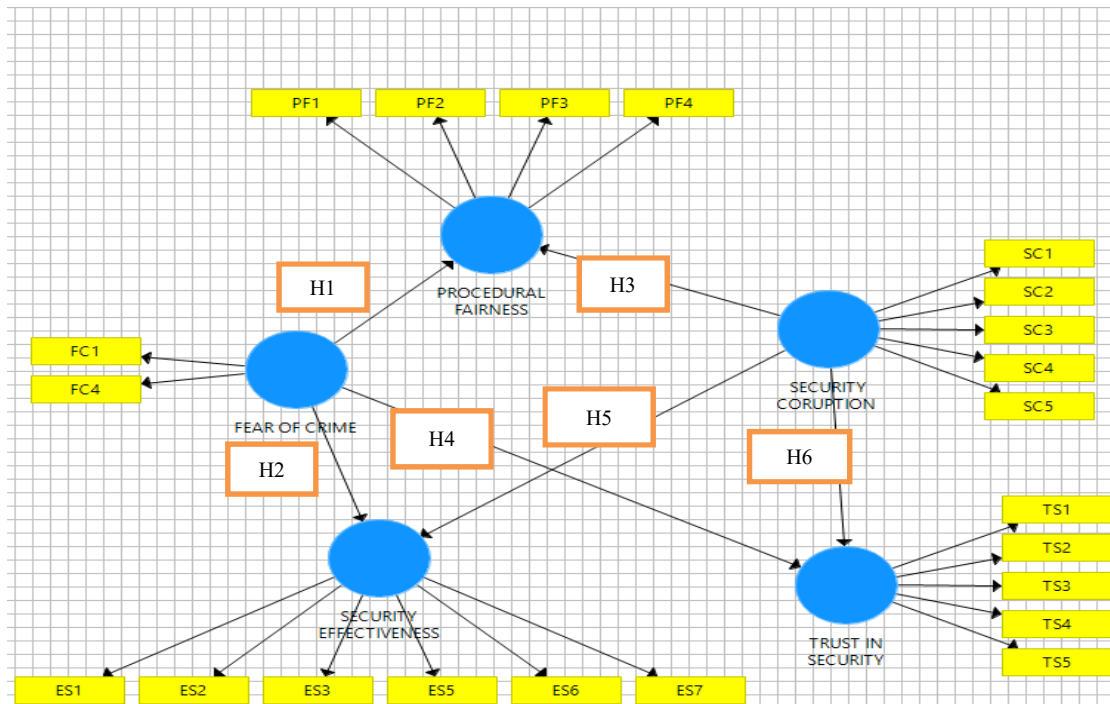 PF1 PF2 PF3 PF4
H1
PROCEDURAL
FAIRNESS
H3
SC1
SC2
SC3
SC4
SC5
FC1
FC4
FEAR OF CRIME
SECURITY
CORUPTION
H2
H4
H5
H6
SECURITY
EFFECTIVENESS
TRUST IN
SECURITY
TS1
TS2
TS3
TS4
TS5
ES1 ES2 ES3 ES5 ES6 ES7